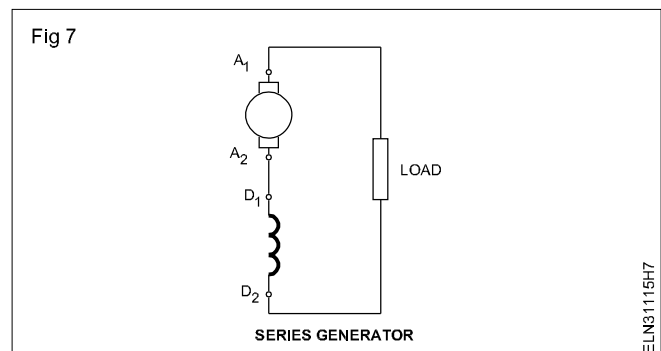 Fig 7
A1
A2
LOAD
D1
D2
SERIES GENERATOR
ELN31115H7